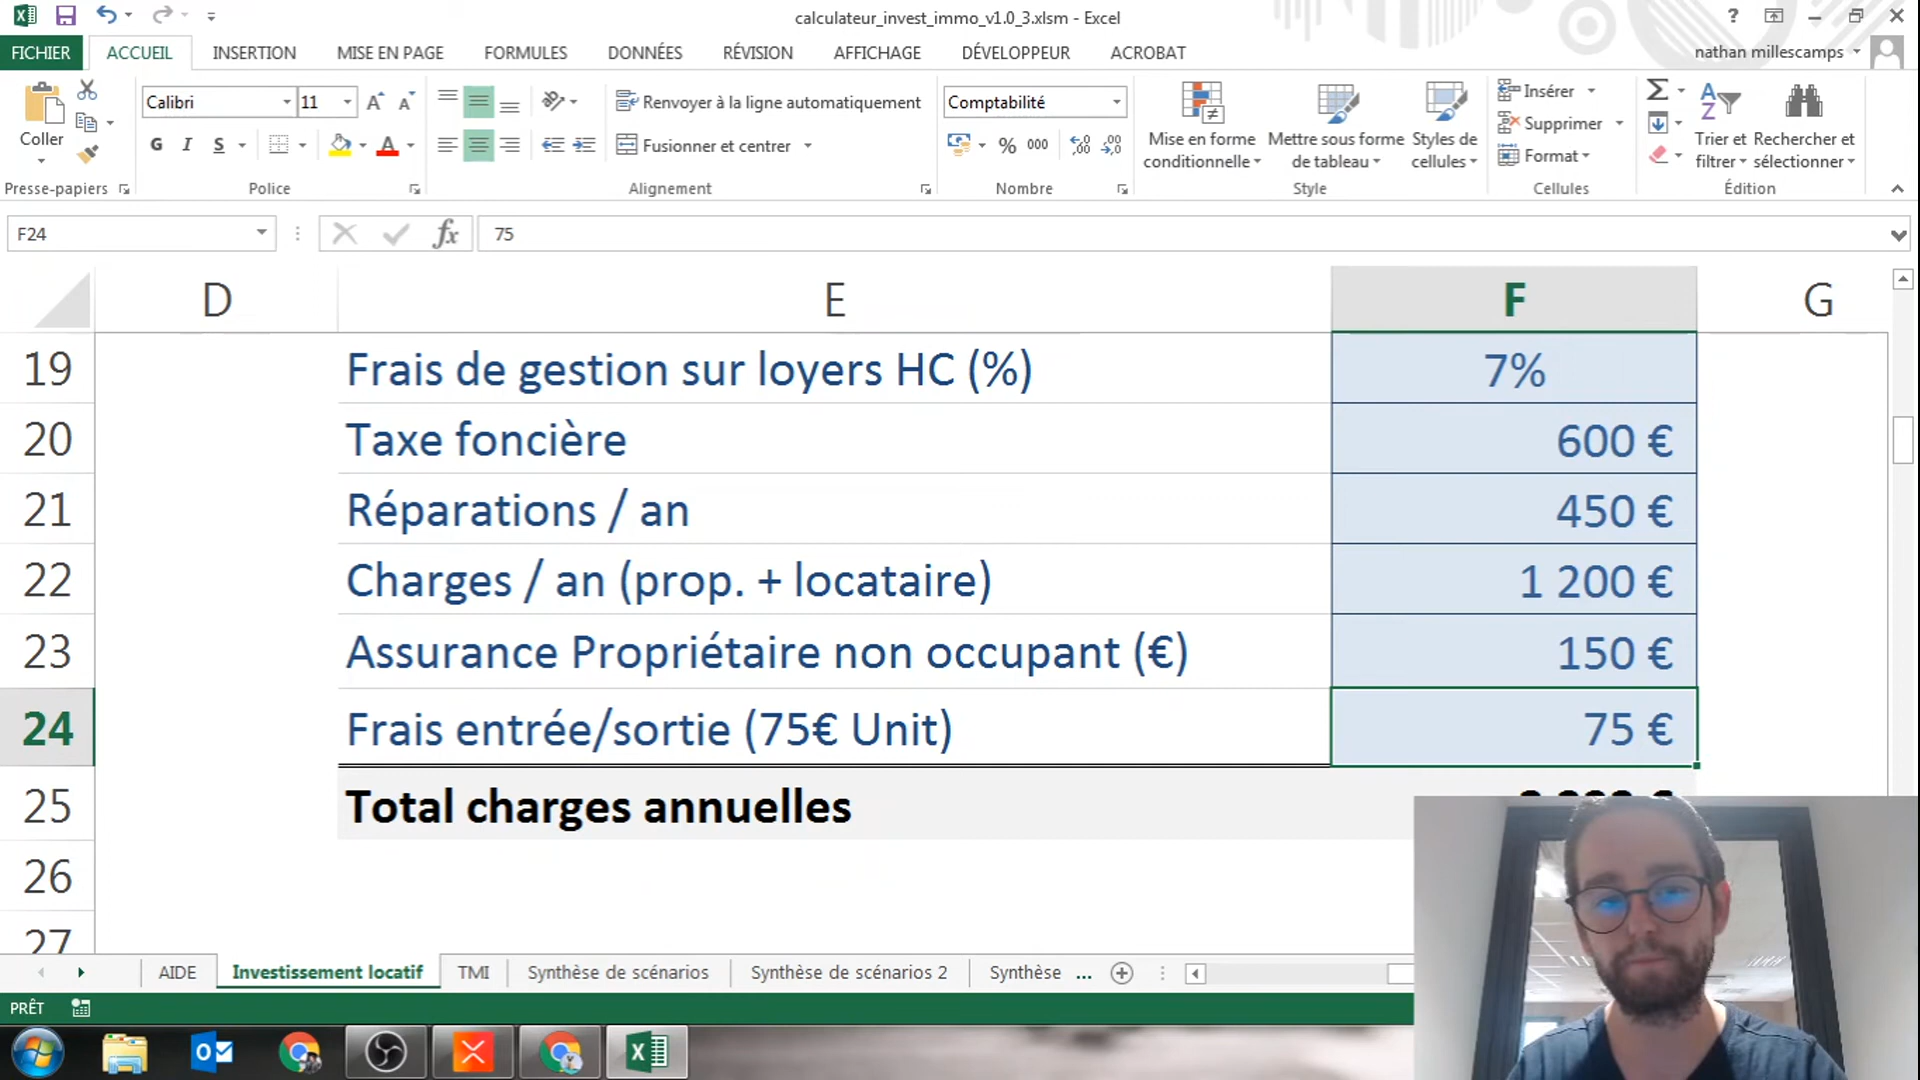 calculateur_invest_immo_v1.0_3.xlsm - Excel
?
FICHIER
ACCUEIL
INSERTION
MISE EN PAGE
FORMULES
DONNÉES
RÉVISION
AFFICHAGE
DÉVELOPPEUR
ACROBAT
nathan millescamps
Coller
Presse-papiers
Calibri
11
G I S
Police
Renvoyer à la ligne automatiquement
Fusionner et centrer
Alignement
Comptabilité
% 000
Nombre
Mise en forme
conditionnelle
Mettre sous forme
de tableau
Styles de
cellules
Style
Insérer
Supprimer
Format
Cellules
Trier et
filtrer
Rechercher et
sélectionner
Édition
F24
fx
75
D E F G
19 Frais de gestion sur loyers HC (%) 7%
20 Taxe foncière 600 €
21 Réparations / an 450 €
22 Charges / an (prop. + locataire) 1 200 €
23 Assurance Propriétaire non occupant (€) 150 €
24 Frais entrée/sortie (75€ Unit) 75 €
25 Total charges annuelles
26
27
AIDE
Investissement locatif
TMI
Synthèse de scénarios
Synthèse de scénarios 2
Synthèse ...
PRÊT